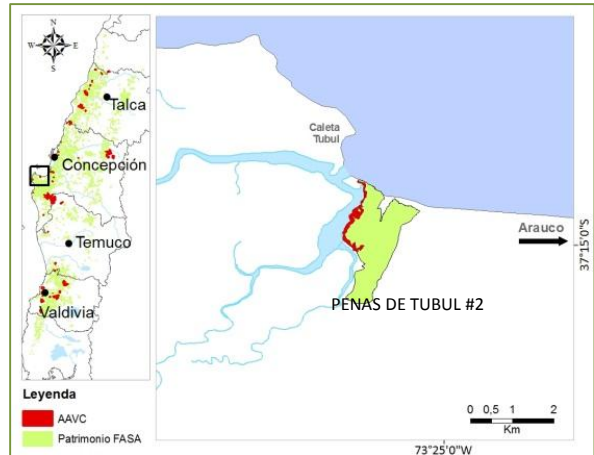 N
W E
S
Talca
Concepción
Temuco
Valdivia
Leyenda
AAVC
Patrimonio FASA
Caleta
Tubul
Arauco
37°15'0"S
PENAS DE TUBUL #2
0 0,5 1 2
Km
73°25'0"W